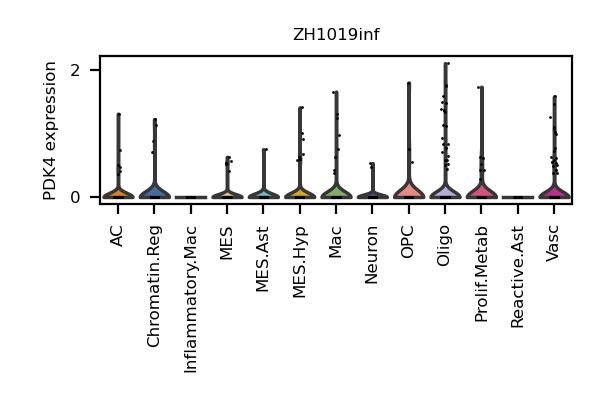 ZH1019inf
PDK4 expression
2
0
AC
Chromatin.Reg
Inflammatory.Mac
MES
MES.Ast
MES.Hyp
Mac
Neuron
OPC
Oligo
Prolif.Metab
Reactive.Ast
Vasc